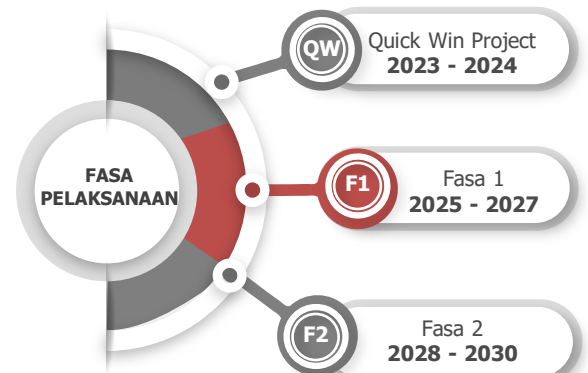 QW
Quick Win Project
2023 - 2024
FASA
PELAKSANAAN
F1
Fasa 1
2025 - 2027
F2
Fasa 2
2028 - 2030